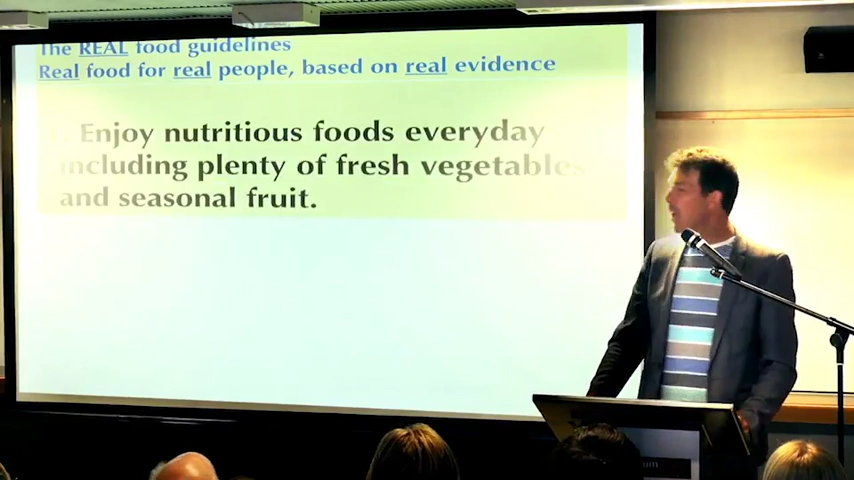 The REAL food guidelines
Real food for real people, based on real evidence
Enjoy nutritious foods everyday
including plenty of fresh vegetables
and seasonal fruit.